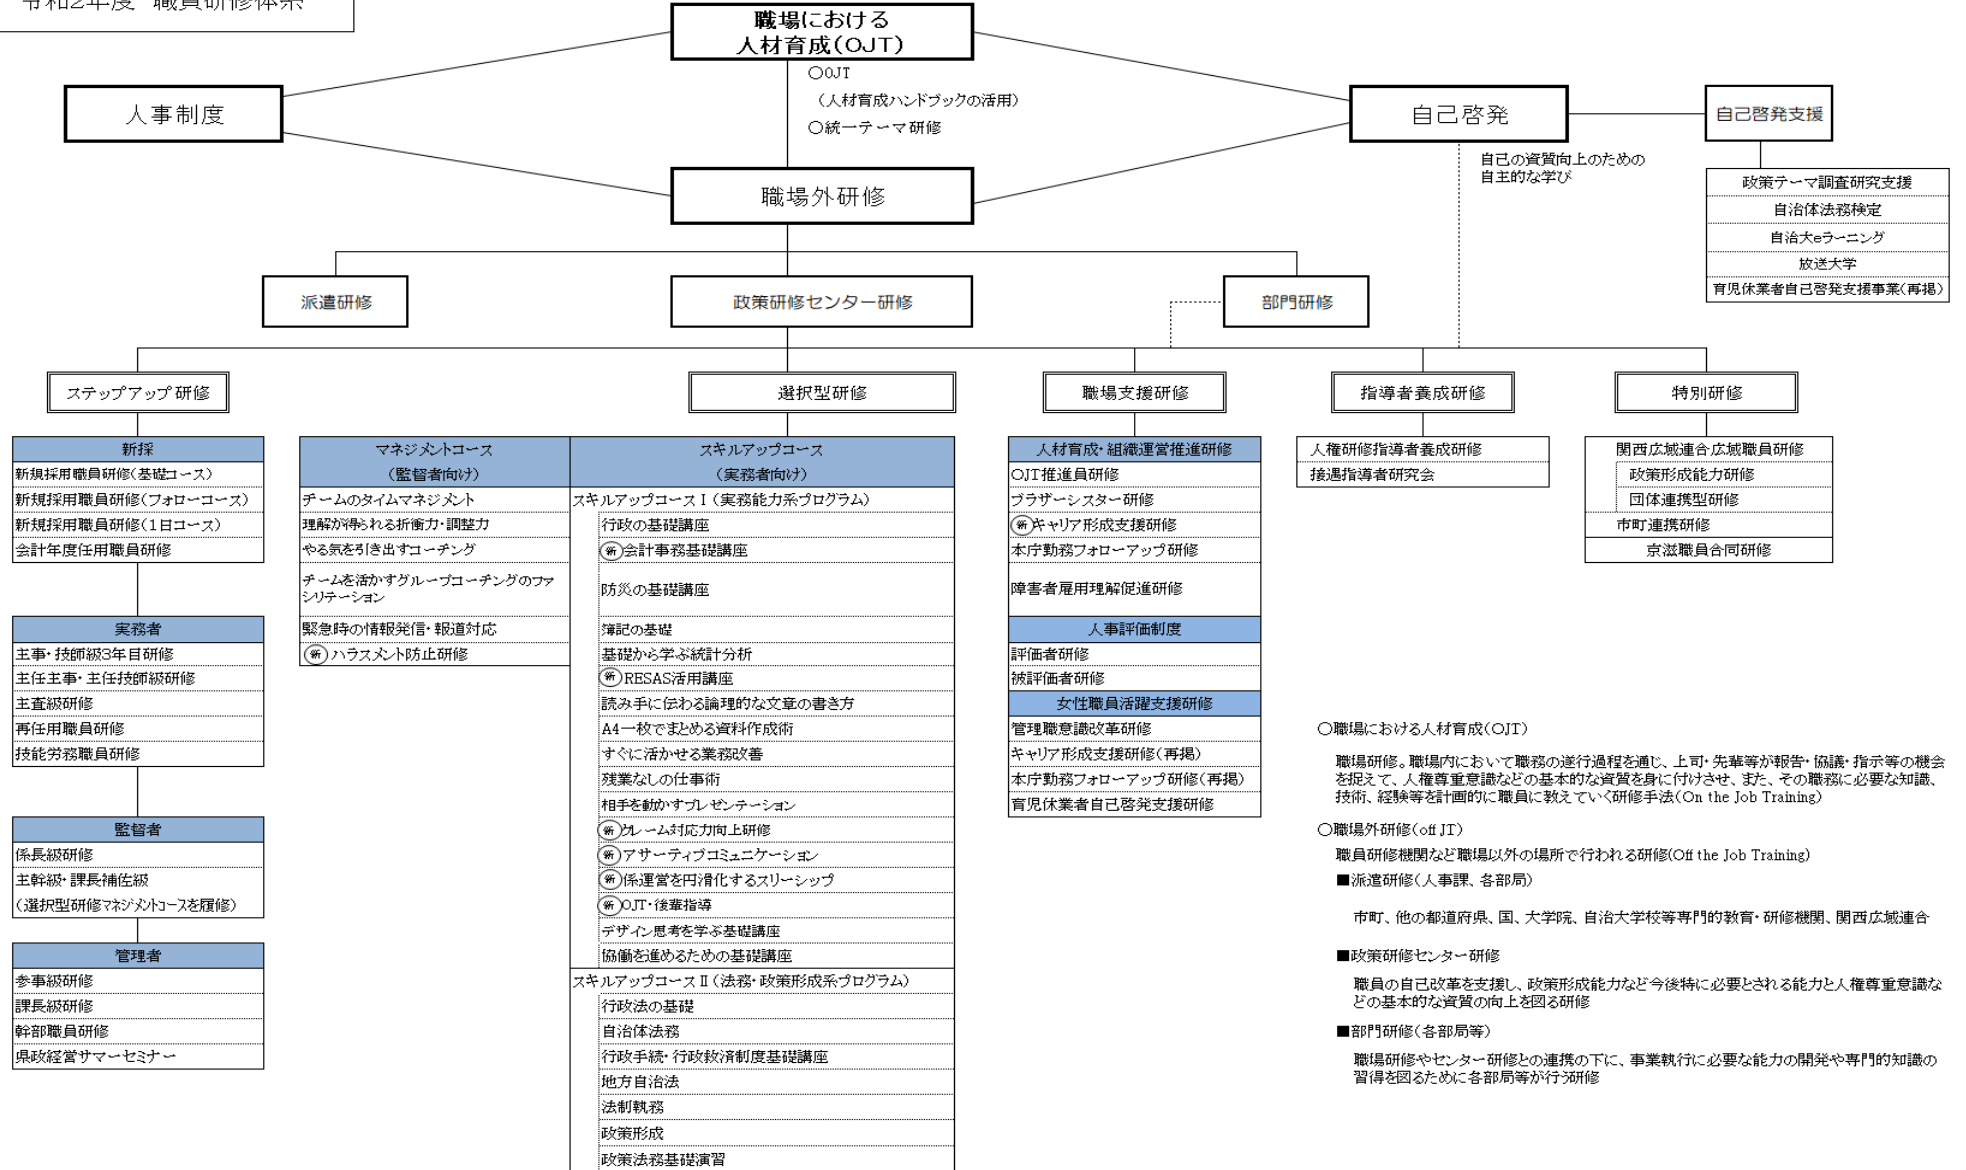 令和2年度 職員研修体系
職場における
人材育成(OJT)
○OJT
（人材育成ハンドブックの活用）
○統一テーマ研修
人事制度
自己啓発
自己啓発支援
自己の資質向上のための
自主的な学び
政策テーマ調査研究支援
自治体法務検定
自治大eラーニング
放送大学
育児休業者自己啓発支援事業(再掲)
職場外研修
派遣研修
政策研修センター研修
部門研修
ステップアップ研修
選択型研修
職場支援研修
指導者養成研修
特別研修
新採
新規採用職員研修(基礎コース)
新規採用職員研修(フォローコース)
新規採用職員研修(1日コース)
会計年度任用職員研修
実務者
主事・技師級3年目研修
主任主事・主任技師級研修
主査級研修
再任用職員研修
技能労務職員研修
監督者
係長級研修
主幹級・課長補佐級
(選択型研修マネジメントコースを履修)
管理者
参事級研修
課長級研修
幹部職員研修
県政経営サマーセミナー
マネジメントコース
（監督者向け）
チームのタイムマネジメント
理解が得られる折衝力・調整力
やる気を引き出すコーチング
チームを活かすグループコーチングのファ
シリテーション
緊急時の情報発信・報道対応
新 ハラスメント防止研修
スキルアップコース
（実務者向け）
スキルアップコースⅠ（実務能力系プログラム）
行政の基礎講座
新 会計事務基礎講座
防災の基礎講座
簿記の基礎
基礎から学ぶ統計分析
新 RESAS活用講座
読み手に伝わる論理的な文章の書き方
A4一枚でまとめる資料作成術
すぐに活かせる業務改善
残業なしの仕事術
相手を動かすプレゼンテーション
新 クレーム対応力向上研修
新 アサーティブコミュニケーション
新 係運営を円滑化するスリーシップ
新 OJT・後輩指導
デザイン思考を学ぶ基礎講座
協働を進めるための基礎講座
スキルアップコースⅡ（法務・政策形成系プログラム）
行政法の基礎
自治体法務
行政手続・行政救済制度基礎講座
地方自治法
法制執務
政策形成
政策法務基礎演習
人材育成・組織運営推進研修
OJT推進員研修
ブラザーシスター研修
新 キャリア形成支援研修
本庁勤務フォローアップ研修
障害者雇用理解促進研修
人事評価制度
評価者研修
被評価者研修
女性職員活躍支援研修
管理職意識改革研修
キャリア形成支援研修(再掲)
本庁勤務フォローアップ研修(再掲)
育児休業者自己啓発支援研修
人権研修指導者養成研修
接遇指導者研究会
関西広域連合広域職員研修
政策形成能力研修
団体連携型研修
市町連携研修
京滋職員合同研修
○職場における人材育成(OJT)
職場研修。職場内において職務の遂行過程を通じ、上司・先輩等が報告・協議・指示等の機会
を捉えて、人権尊重意識などの基本的な資質を身に付けさせ、また、その職務に必要な知識、
技術、経験等を計画的に職員に教えていく研修手法(On the Job Training)
○職場外研修(off JT)
職員研修機関など職場以外の場所で行われる研修(Off the Job Training)
■派遣研修(人事課、各部局)
市町、他の都道府県、国、大学院、自治大学校等専門的教育・研修機関、関西広域連合
■政策研修センター研修
職員の自己改革を支援し、政策形成能力など今後特に必要とされる能力と人権尊重意識な
どの基本的な資質の向上を図る研修
■部門研修(各部局等)
職場研修やセンター研修との連携の下に、事業執行に必要な能力の開発や専門的知識の
習得を図るために各部局等が行う研修